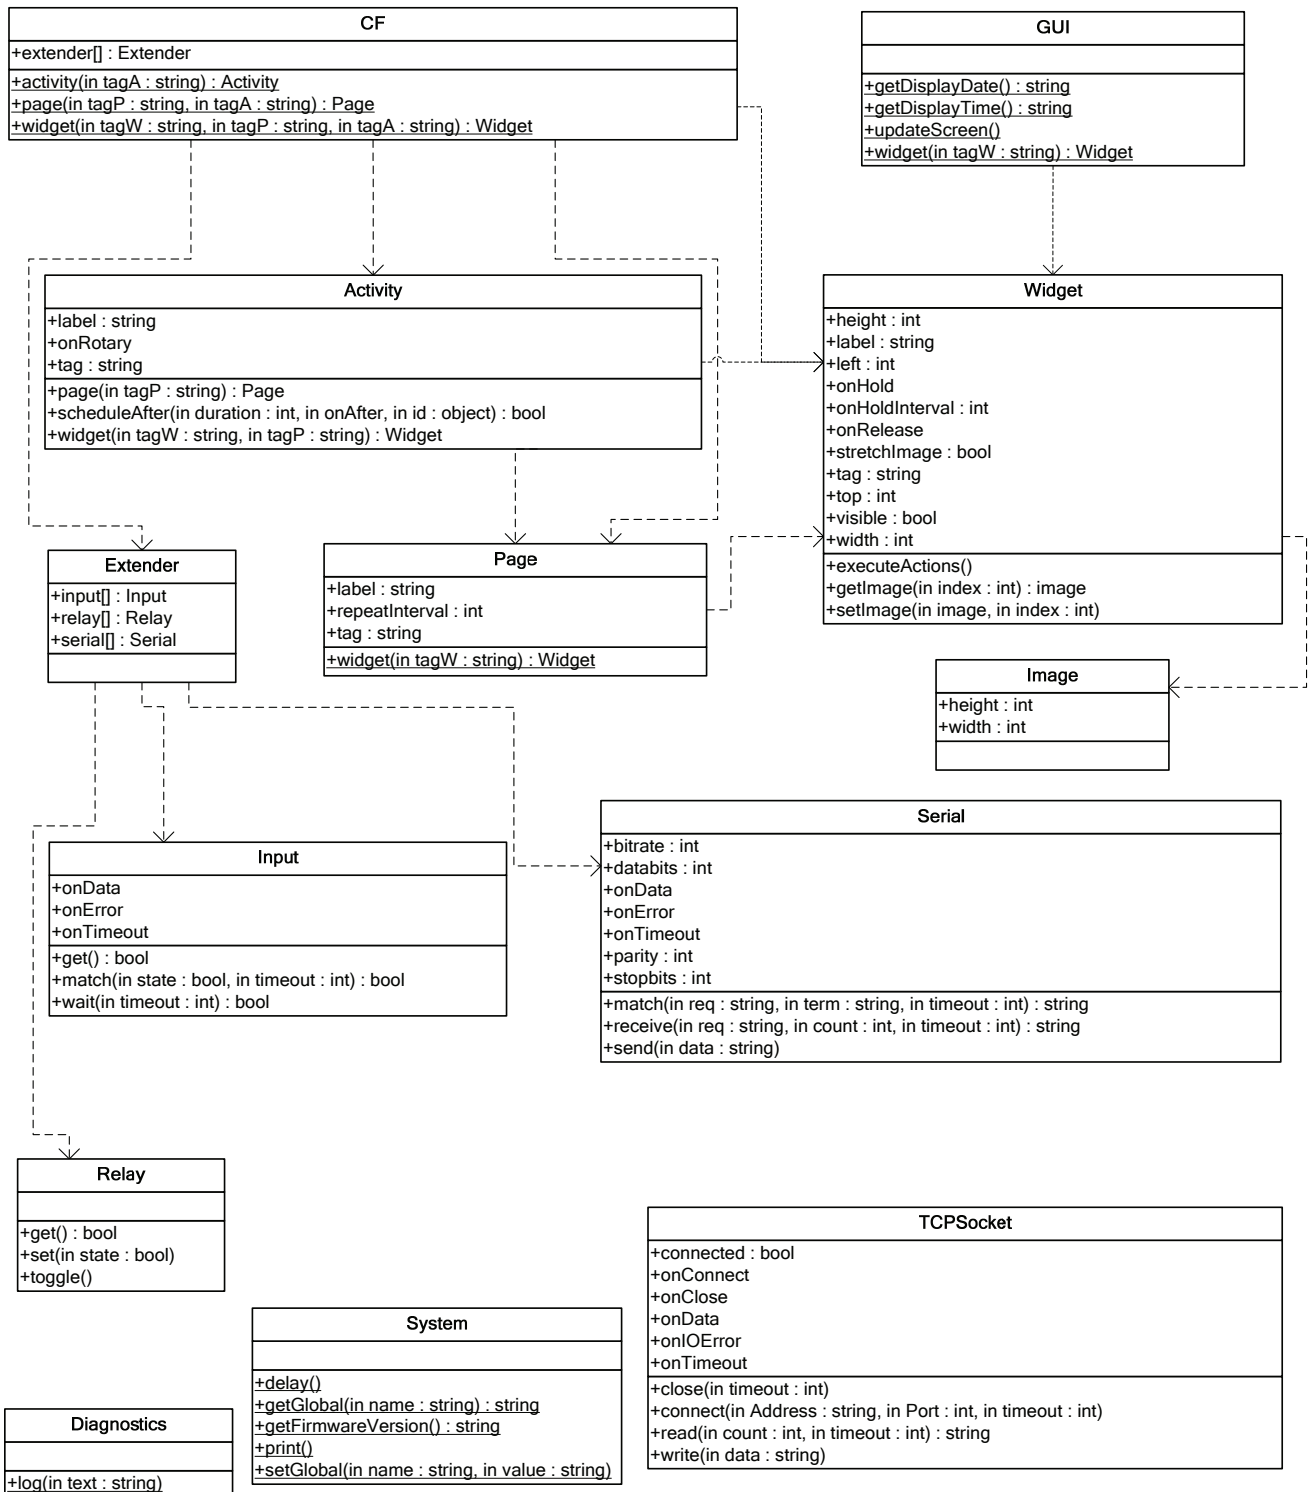 CF
+extender[] : Extender
+activity(in tagA : string) : Activity
+page(in tagP : string, in tagA : string) : Page
+widget(in tagW : string, in tagP : string, in tagA : string) : Widget
GUI
+getDisplayDate() : string
+getDisplayTime() : string
+updateScreen()
+widget(in tagW : string) : Widget
Activity
+label : string
+onRotary
+tag : string
+page(in tagP : string) : Page
+scheduleAfter(in duration : int, in onAfter, in id : object) : bool
+widget(in tagW : string, in tagP : string) : Widget
Widget
+height : int
+label : string
+left : int
+onHold
+onHoldInterval : int
+onRelease
+stretchImage : bool
+tag : string
+top : int
+visible : bool
+width : int
+executeActions()
+getImage(in index : int) : image
+setImage(in image, in index : int)
Extender
+input[] : Input
+relay[] : Relay
+serial[] : Serial
Page
+label : string
+repeatInterval : int
+tag : string
+widget(in tagW : string) : Widget
Image
+height : int
+width : int
Input
+onData
+onError
+onTimeout
+get() : bool
+match(in state : bool, in timeout : int) : bool
+wait(in timeout : int) : bool
Serial
+bitrate : int
+databits : int
+onData
+onError
+onTimeout
+parity : int
+stopbits : int
+match(in req : string, in term : string, in timeout : int) : string
+receive(in req : string, in count : int, in timeout : int) : string
+send(in data : string)
Relay
+get() : bool
+set(in state : bool)
+toggle()
TCPSocket
+connected : bool
+onConnect
+onClose
+onData
+onIOError
+onTimeout
+close(in timeout : int)
+connect(in Address : string, in Port : int, in timeout : int)
+read(in count : int, in timeout : int) : string
+write(in data : string)
System
+delay()
+getGlobal(in name : string) : string
+getFirmwareVersion() : string
+print()
+setGlobal(in name : string, in value : string)
Diagnostics
+log(in text : string)